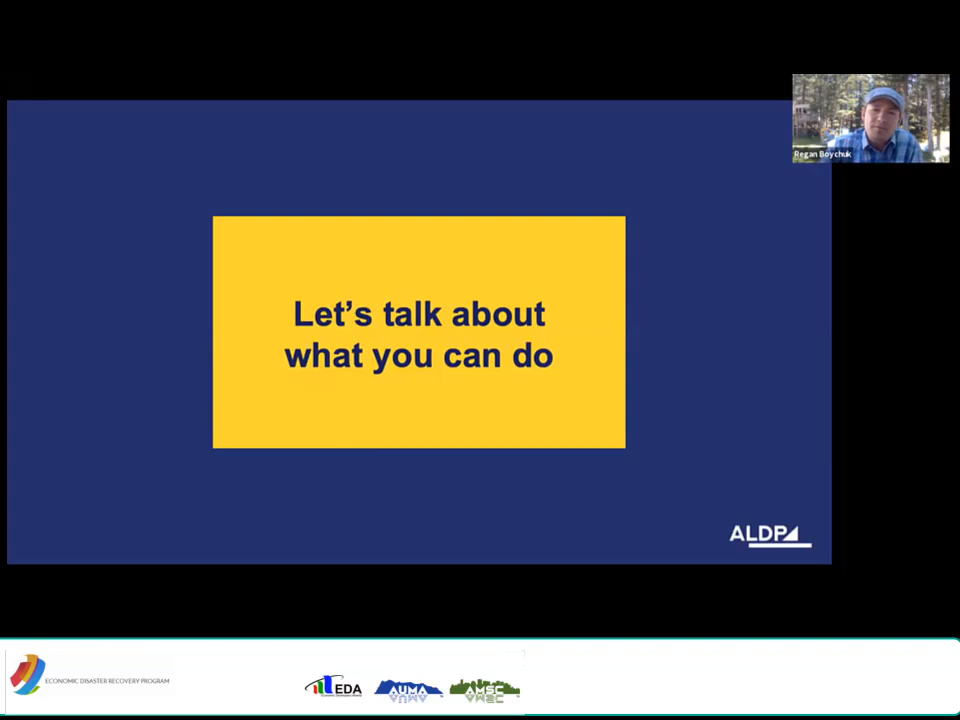 Regan Boychuk
Let's talk about
what you can do
ALDP
ECONOMIC DISASTER RECOVERY PROGRAM
EDA
AUMA
AMSC